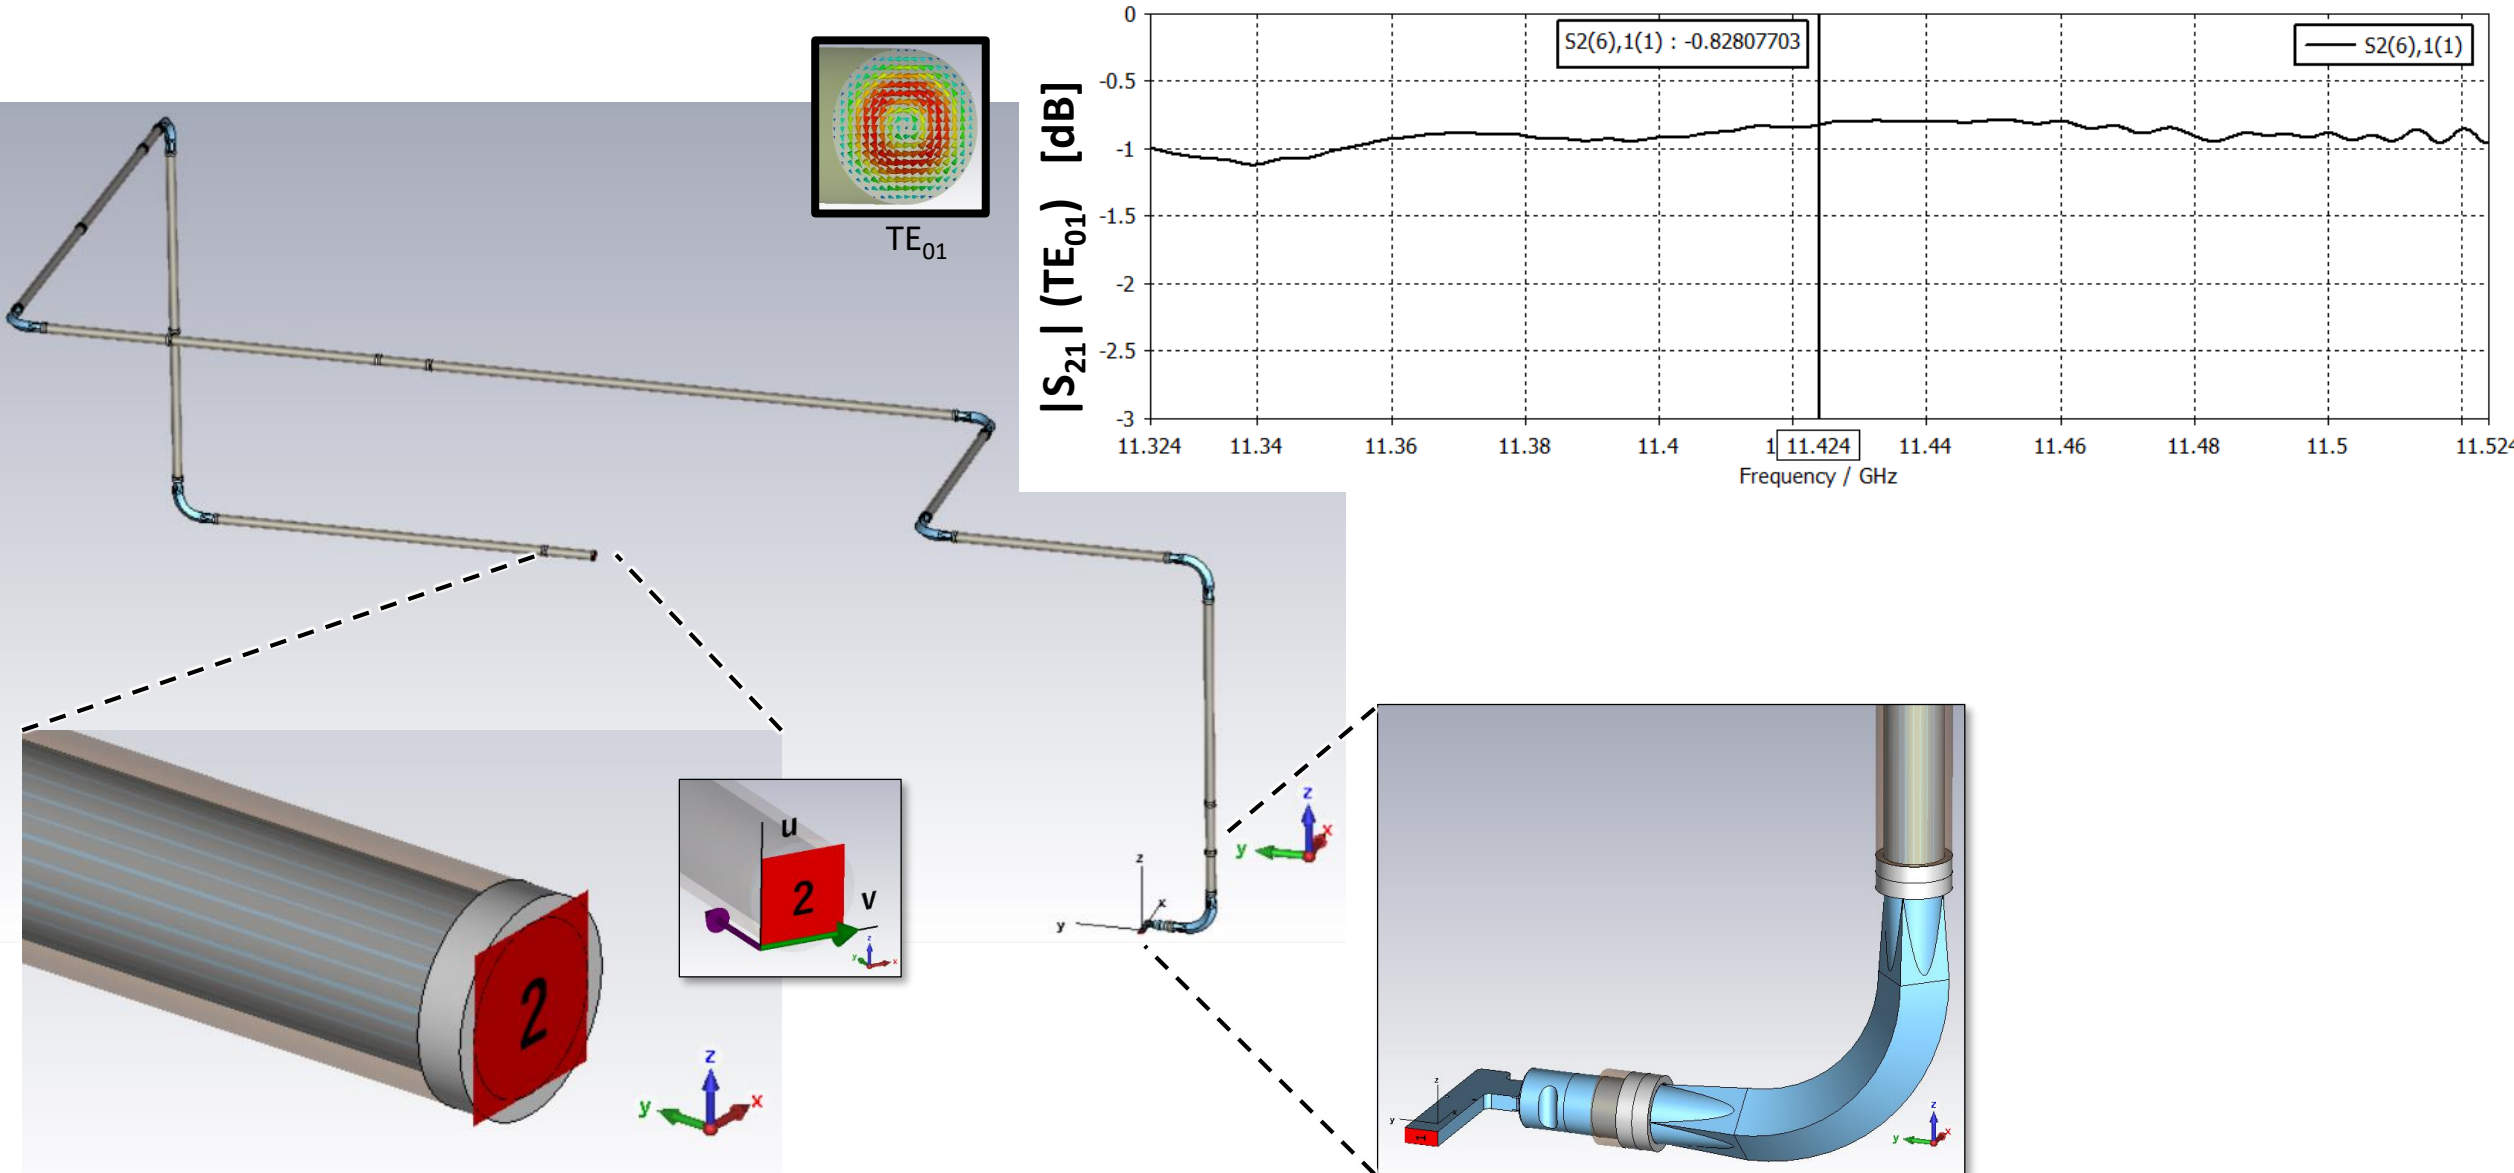 TE01
|S21| (TE01) [dB]
0
-0.5
-1
-1.5
-2
-2.5
-3
S2(6),1(1) : -0.82807703
S2(6),1(1)
11.324
11.34
11.36
11.38
11.4
1
11.424
11.44
11.46
11.48
11.5
11.524
Frequency / GHz
z
x
y
z
x
y
u
2
v
z
y
x
2
z
y
x
z
y
x
1
z
y
x